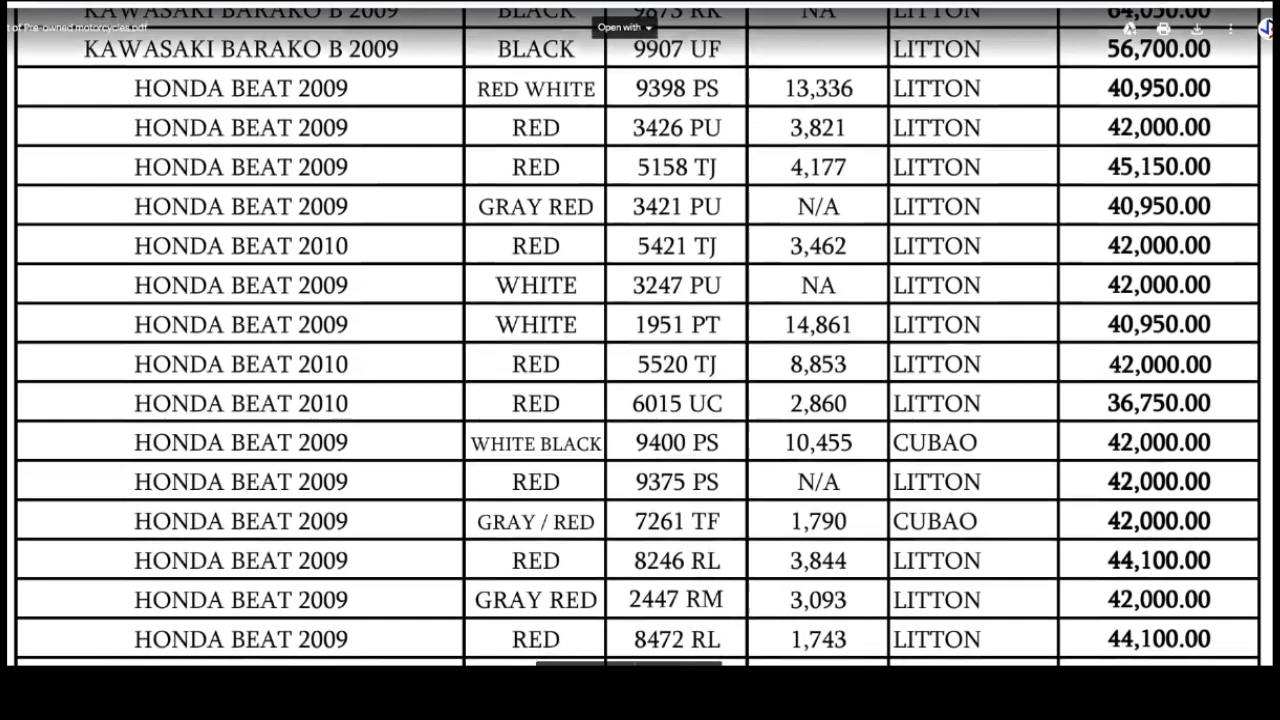 KAWASAKI BARAKO B 2009 BLACK 9873 RR NA 64,050.00
t of Pre-owned motorcycles.pdf Open with
KAWASAKI BARAKO B 2009 BLACK 9907 UF LITTON 56,700.00
HONDA BEAT 2009 RED WHITE 9398 PS 13,336 LITTON 40,950.00
HONDA BEAT 2009 RED 3426 PU 3,821 LITTON 42,000.00
HONDA BEAT 2009 RED 5158 TJ 4,177 LITTON 45,150.00
HONDA BEAT 2009 GRAY RED 3421 PU N/A LITTON 40,950.00
HONDA BEAT 2010 RED 5421 TJ 3,462 LITTON 42,000.00
HONDA BEAT 2009 WHITE 3247 PU NA LITTON 42,000.00
HONDA BEAT 2009 WHITE 1951 PT 14,861 LITTON 40,950.00
HONDA BEAT 2010 RED 5520 TJ 8,853 LITTON 42,000.00
HONDA BEAT 2010 RED 6015 UC 2,860 LITTON 36,750.00
HONDA BEAT 2009 WHITE BLACK 9400 PS 10,455 CUBAO 42,000.00
HONDA BEAT 2009 RED 9375 PS N/A LITTON 42,000.00
HONDA BEAT 2009 GRAY / RED 7261 TF 1,790 CUBAO 42,000.00
HONDA BEAT 2009 RED 8246 RL 3,844 LITTON 44,100.00
HONDA BEAT 2009 GRAY RED 2447 RM 3,093 LITTON 42,000.00
HONDA BEAT 2009 RED 8472 RL 1,743 LITTON 44,100.00